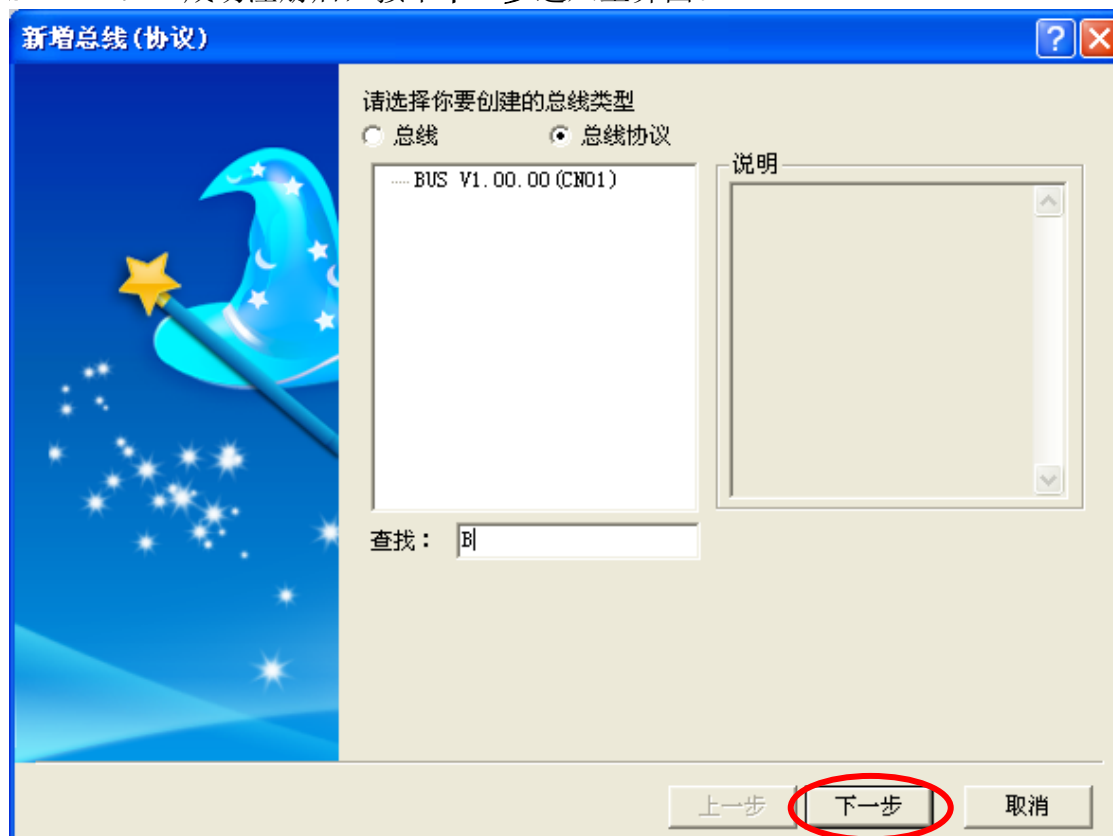 新增总线(协议)
请选择你要创建的总线类型
总线 总线协议
BUS V1.00.00(CN01)
说明
查找： B
上一步 下一步 取消